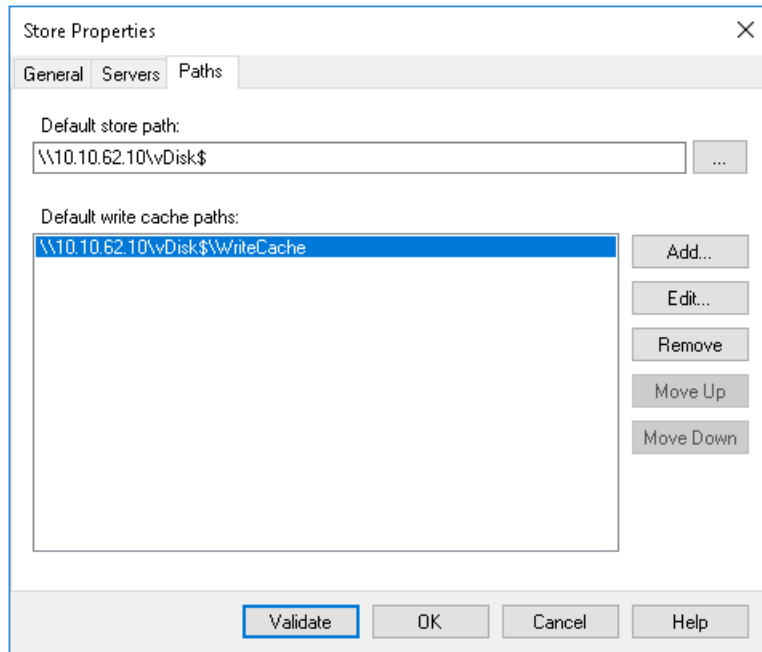 Store Properties
General Servers Paths
Default store path:
\\10.10.62.10\vDisk$
...
Default write cache paths:
\\10.10.62.10\vDisk$\WriteCache
Add...
Edit...
Remove
Move Up
Move Down
Validate OK Cancel Help